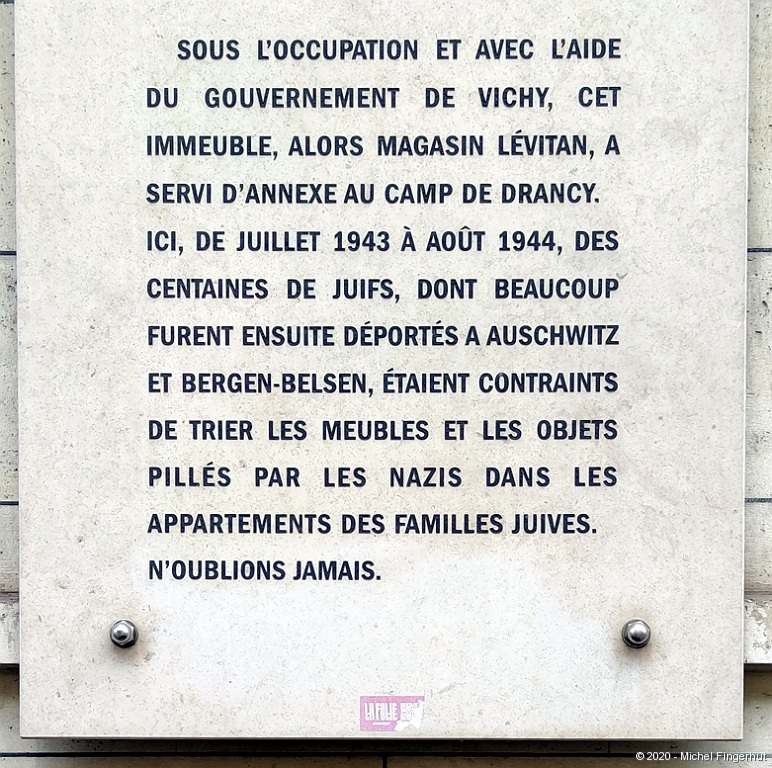 SOUS L'OCCUPATION ET AVEC L'AIDE
DU GOUVERNEMENT DE VICHY, CET
IMMEUBLE, ALORS MAGASIN LÉVITAN, A
SERVI D'ANNEXE AU CAMP DE DRANCY.
ICI, DE JUILLET 1943 À AOÛT 1944, DES
CENTAINES DE JUIFS, DONT BEAUCOUP
FURENT ENSUITE DÉPORTÉS A AUSCHWITZ
ET BERGEN-BELSEN, ÉTAIENT CONTRAINTS
DE TRIER LES MEUBLES ET LES OBJETS
PILLÉS PAR LES NAZIS DANS LES
APPARTEMENTS DES FAMILLES JUIVES.
N'OUBLIONS JAMAIS.
LA FOLIE
© 2020 - Michel Fingerhut